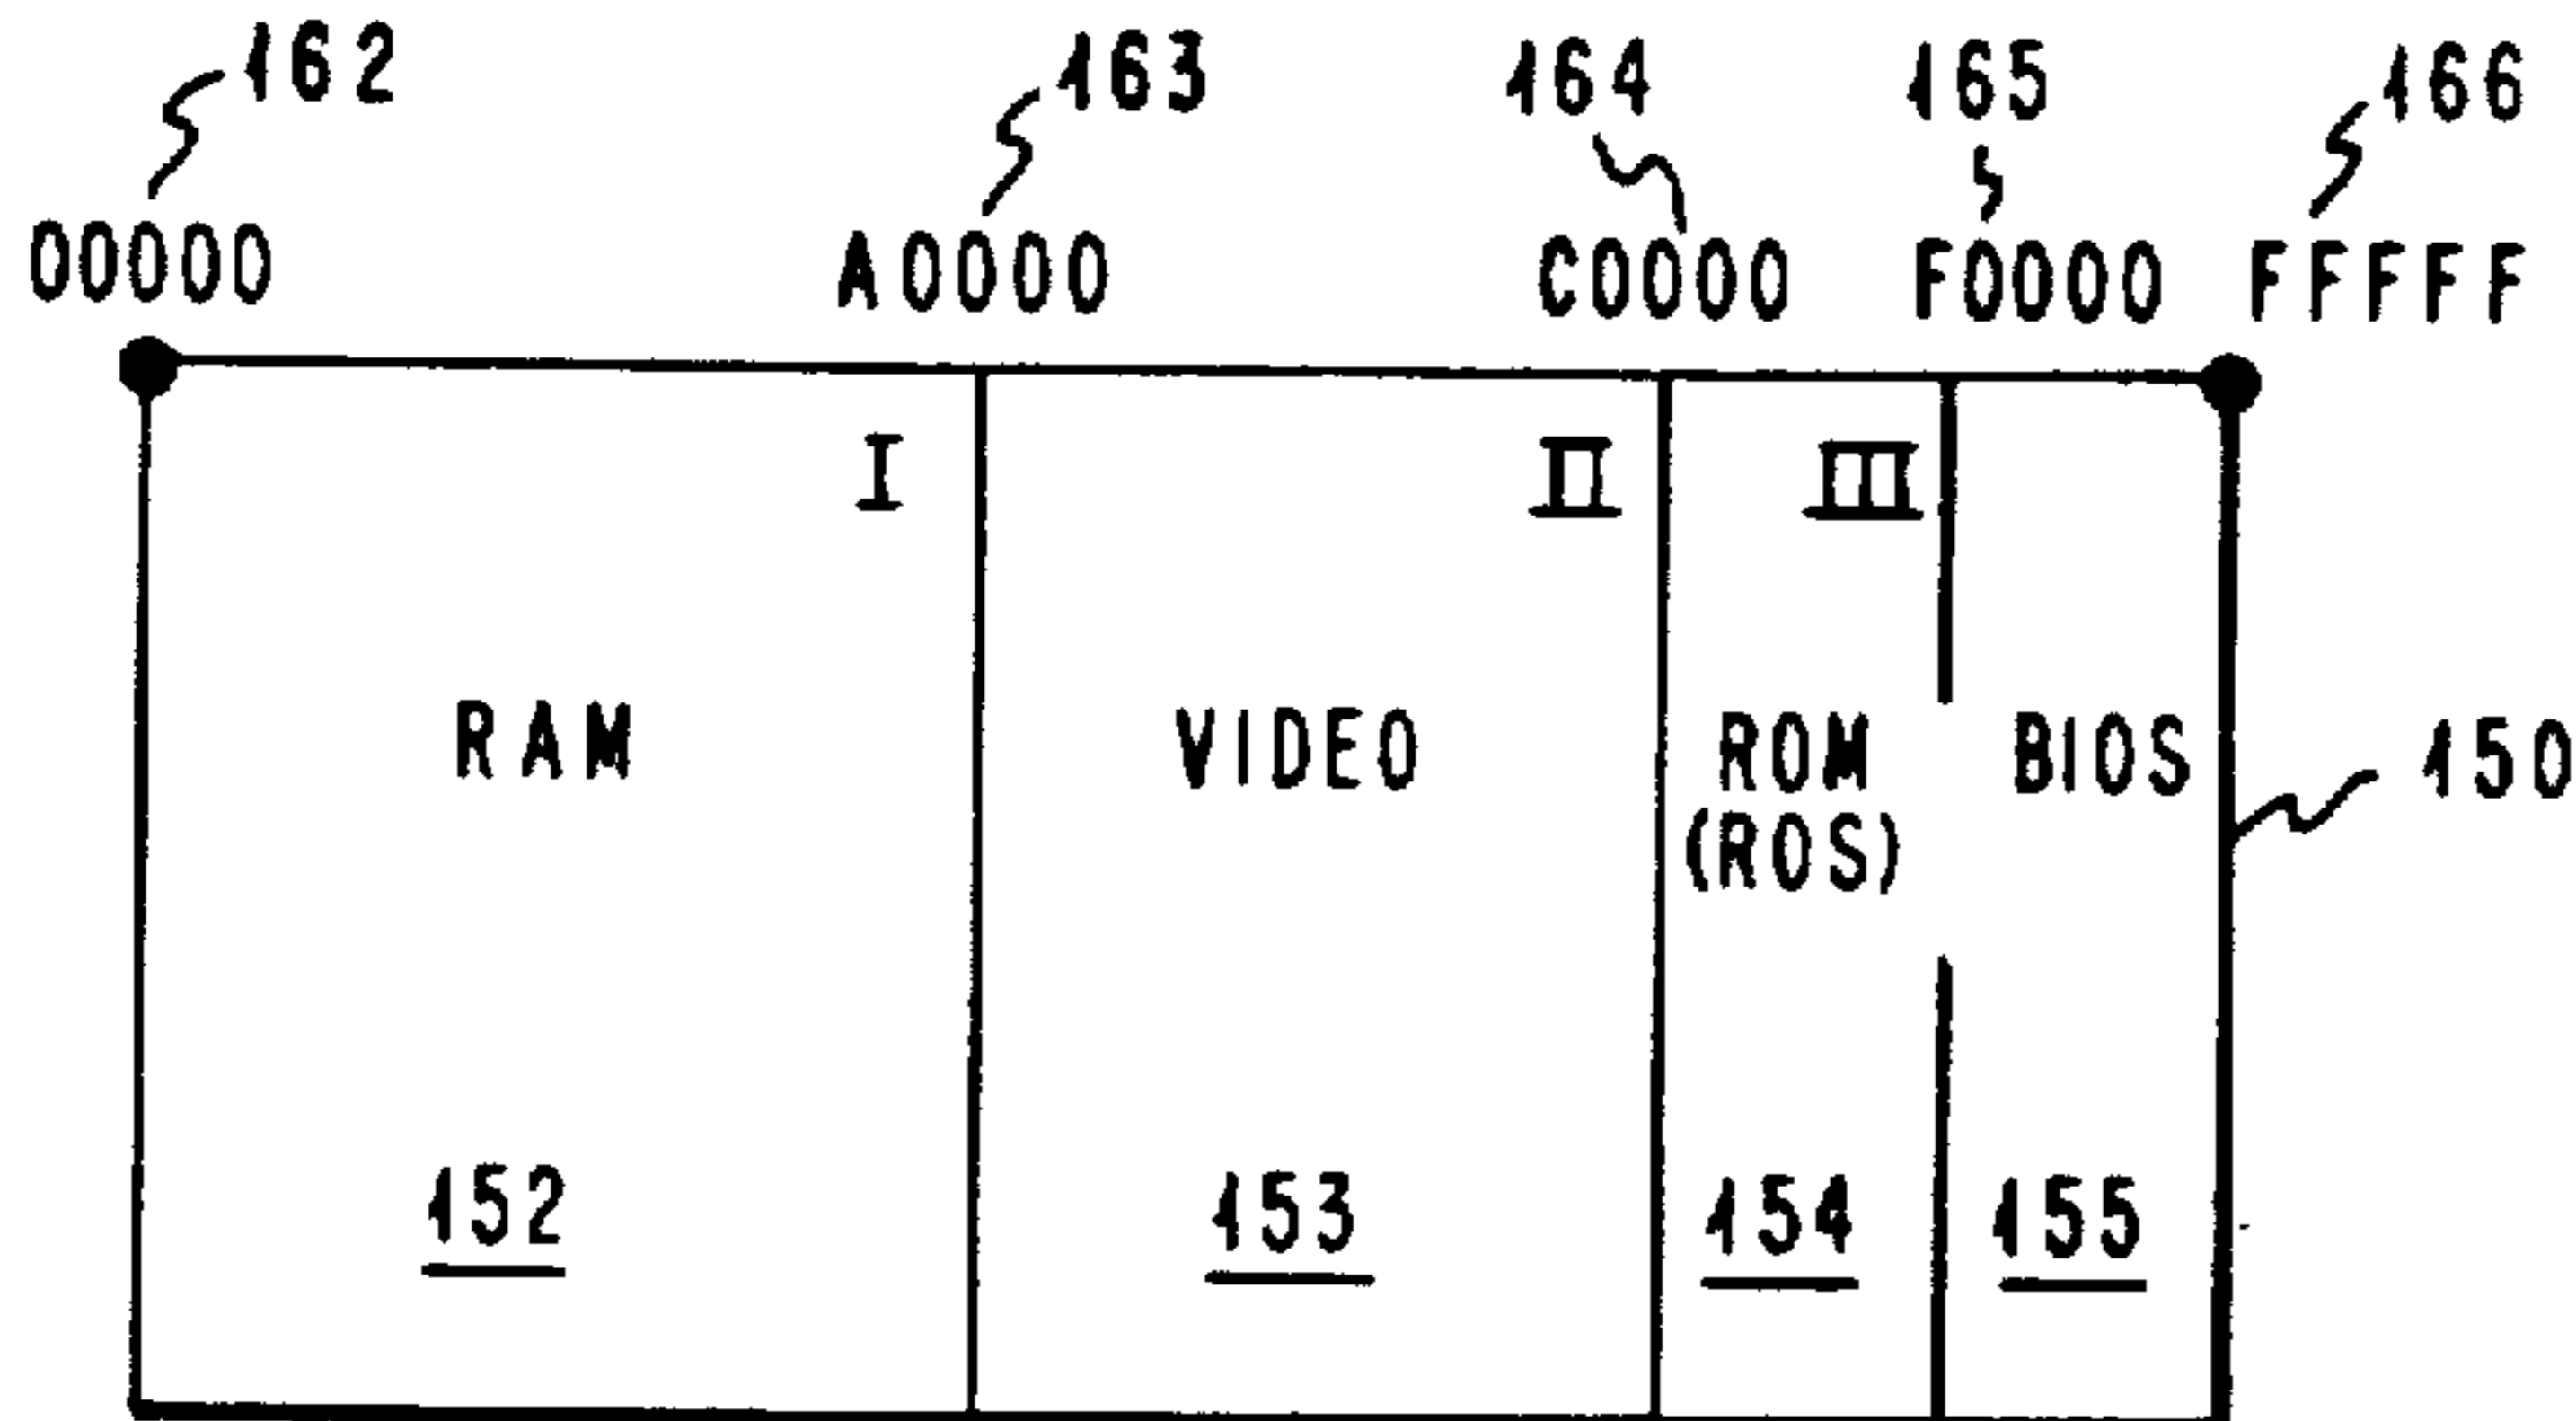 162 163 164 165 166
00000 A0000 C0000 F0000 FFFFF
I II III
RAM VIDEO ROM BIOS 150
(ROS)
152 153 154 155